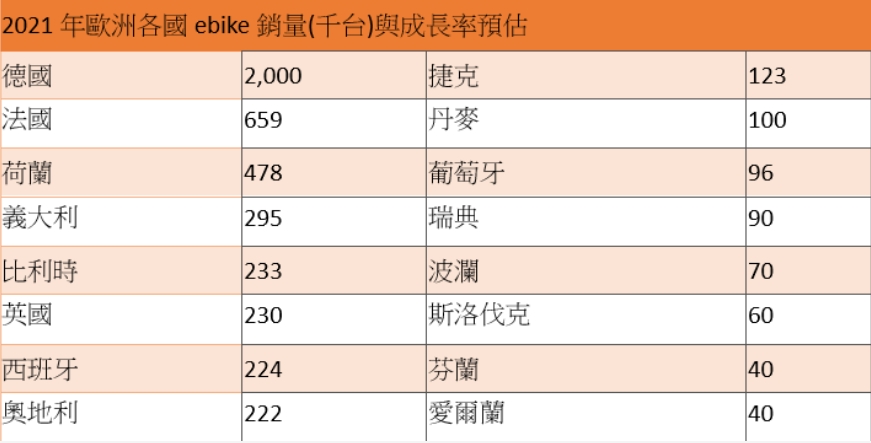 2021 年歐洲各國 ebike 銷量(千台)與成長率預估
德國 2,000 捷克 123
法國 659 丹麥 100
荷蘭 478 葡萄牙 96
義大利 295 瑞典 90
比利時 233 波瀾 70
英國 230 斯洛伐克 60
西班牙 224 芬蘭 40
奧地利 222 愛爾蘭 40